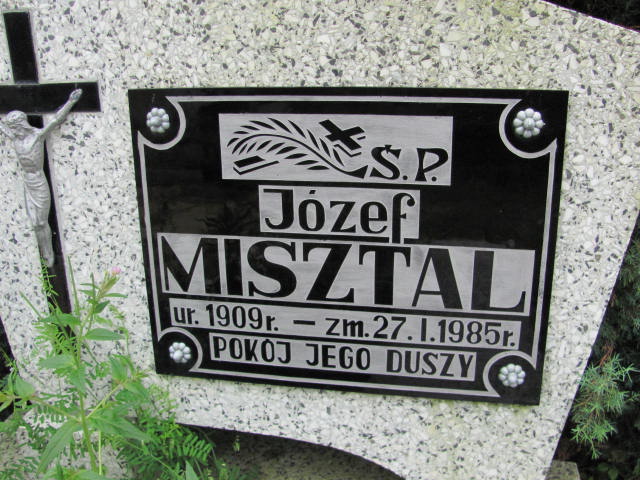 Ś.P.
Józef
MISZTAL
ur. 1909r. — zm. 27. I. 1985r.
POKÓJ JEGO DUSZY